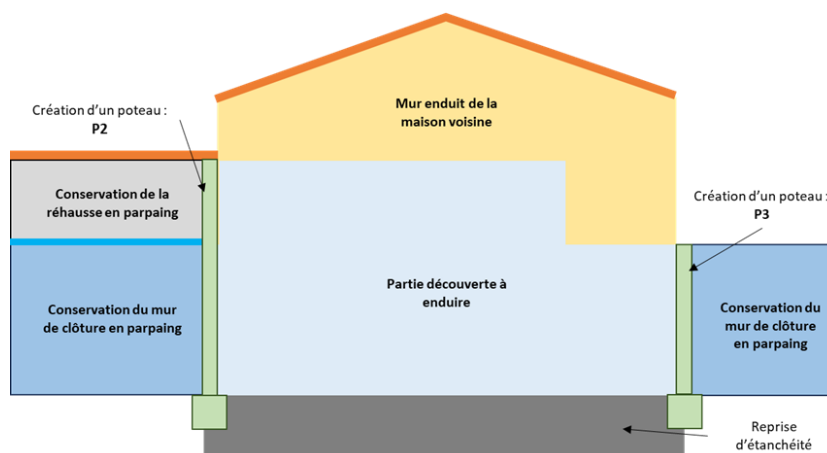 Création d'un poteau :
P2
Mur enduit de la
maison voisine
Conservation de la
réhausse en parpaing
Création d'un poteau :
P3
Conservation du mur
de clôture en parpaing
Partie découverte à
enduire
Conservation du
mur de clôture
en parpaing
Reprise
d'étanchéité